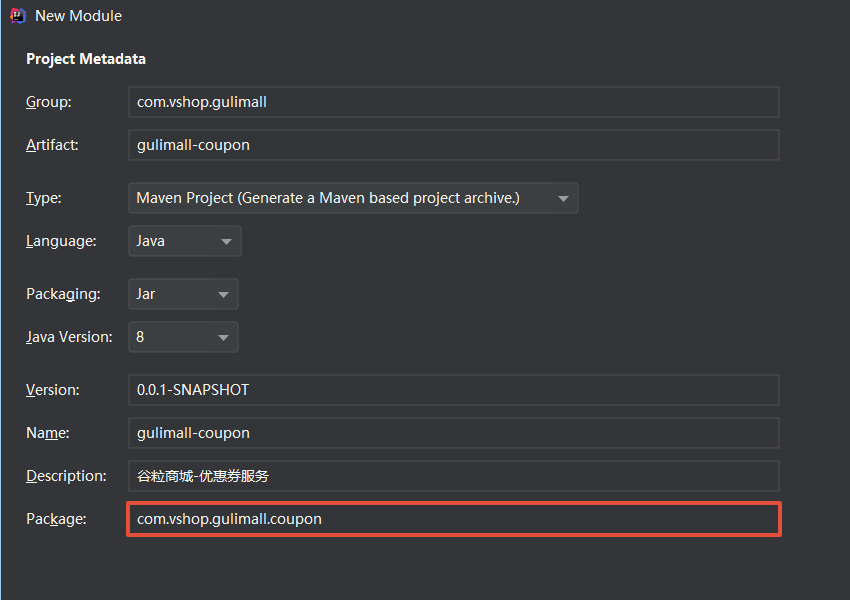 New Module
Project Metadata
Group: com.vshop.gulimall
Artifact: gulimall-coupon
Type: Maven Project (Generate a Maven based project archive.)
Language: Java
Packaging: Jar
Java Version: 8
Version: 0.0.1-SNAPSHOT
Name: gulimall-coupon
Description: 谷粒商城-优惠券服务
Package: com.vshop.gulimall.coupon